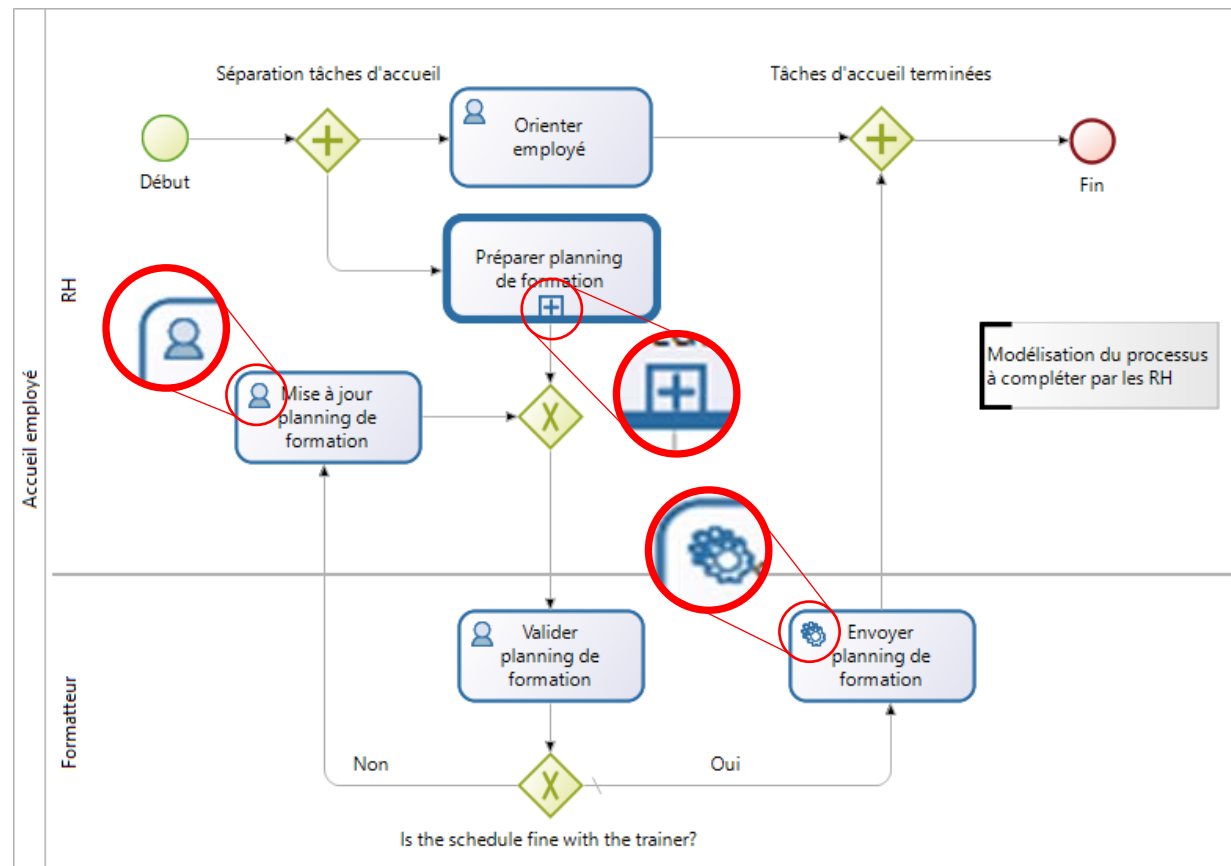 Séparation tâches d'accueil
Tâches d'accueil terminées
Orienter
employé
Début
Fin
Préparer planning
de formation
RH
Modélisation du processus
à compléter par les RH
Mise à jour
planning de
formation
Accueil employé
Valider
planning de
formation
Envoyer
planning de
formation
Formatteur
Non
Oui
Is the schedule fine with the trainer?